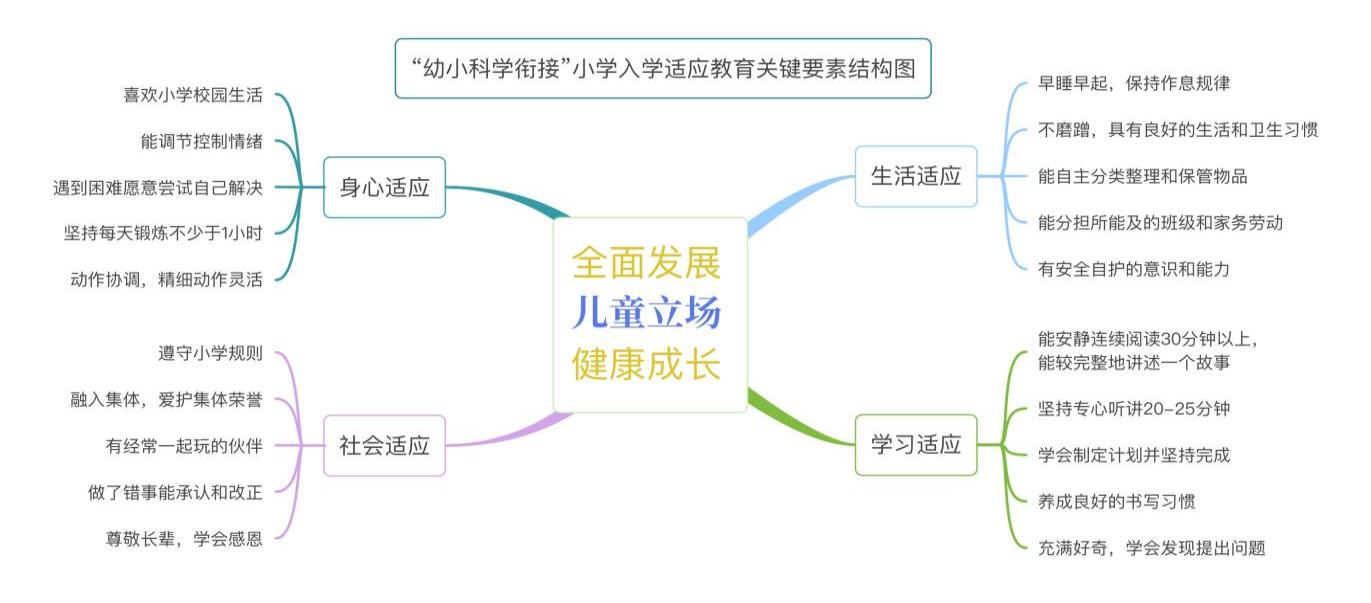 “幼小科学衔接”小学入学适应教育关键要素结构图
全面发展
儿童立场
健康成长
身心适应
喜欢小学校园生活
能调节控制情绪
遇到困难愿意尝试自己解决
坚持每天锻炼不少于1小时
动作协调，精细动作灵活
社会适应
遵守小学规则
融入集体，爱护集体荣誉
有经常一起玩的伙伴
做了错事能承认和改正
尊敬长辈，学会感恩
生活适应
早睡早起，保持作息规律
不磨蹭，具有良好的生活和卫生习惯
能自主分类整理和保管物品
能分担所能及的班级和家务劳动
有安全自护的意识和能力
学习适应
能安静连续阅读30分钟以上，
能较完整地讲述一个故事
坚持专心听讲20-25分钟
学会制定计划并坚持完成
养成良好的书写习惯
充满好奇，学会发现提出问题